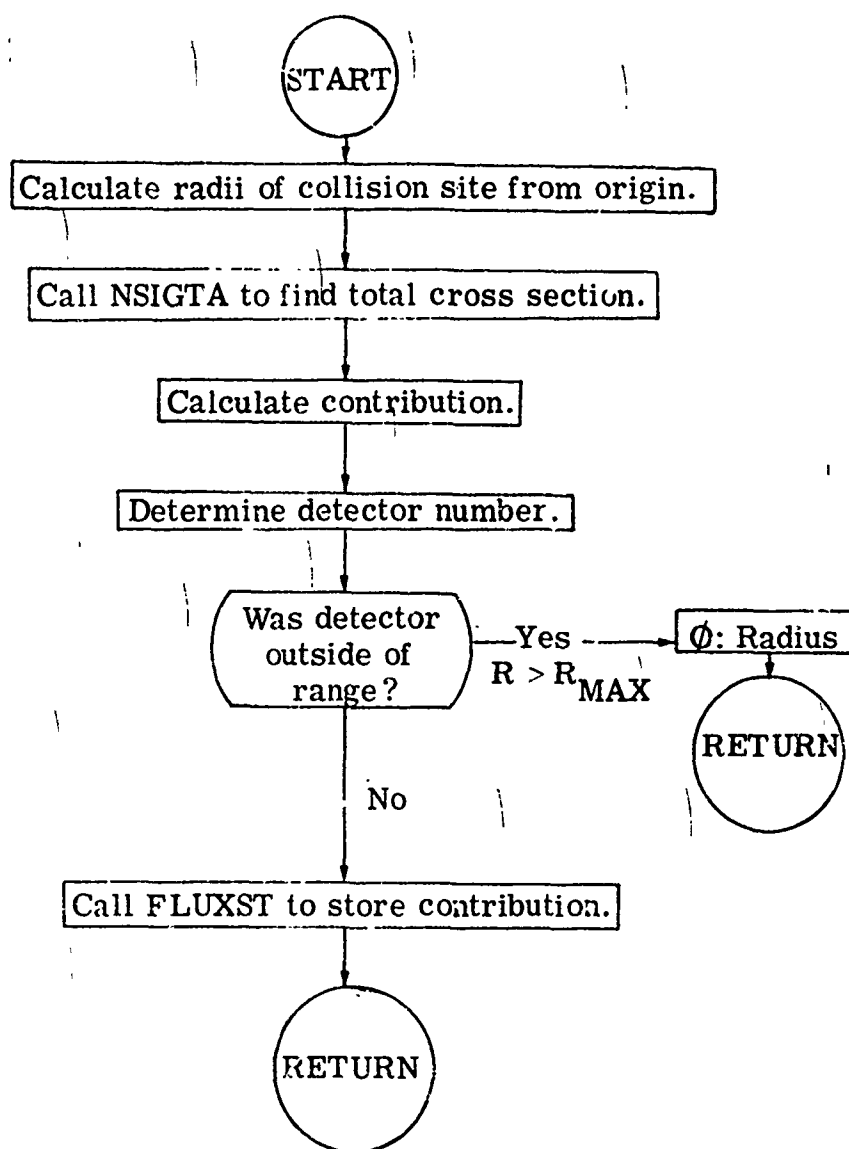 START
Calculate radii of collision site from origin.
Call NSIGTA to find total cross section.
Calculate contribution.
Determine detector number.
Was detector
outside of
range?
Yes
R > R_MAX
Ø: Radius
RETURN
No
Call FLUXST to store contribution.
RETURN